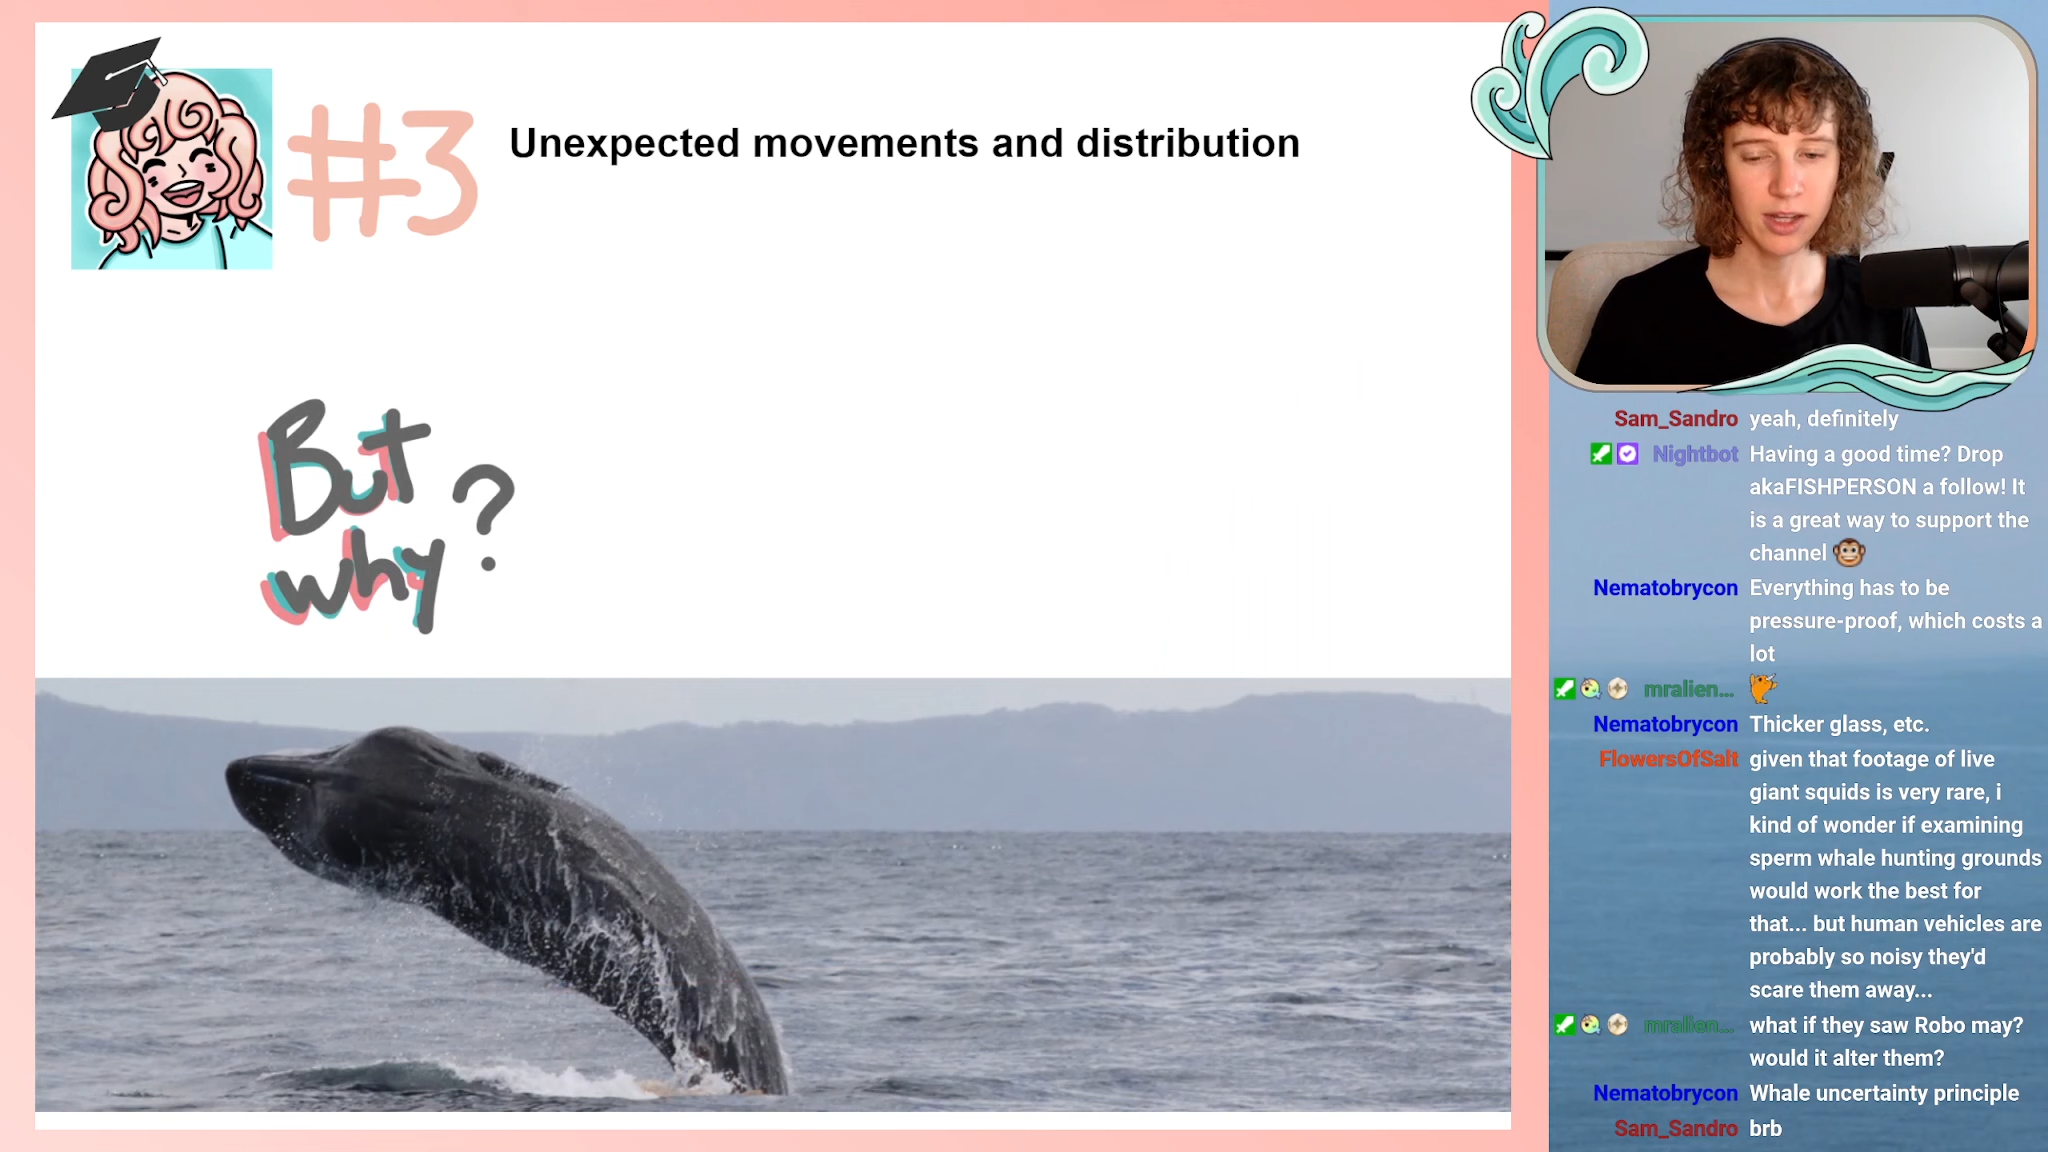 #3
Unexpected movements and distribution
But
why?
Sam_Sandro yeah, definitely
Nightbot Having a good time? Drop
akaFISHPERSON a follow! It
is a great way to support the
channel
Nematobrycon Everything has to be
pressure-proof, which costs a
lot
mralien...
Nematobrycon Thicker glass, etc.
FlowersOfSalt given that footage of live
giant squids is very rare, i
kind of wonder if examining
sperm whale hunting grounds
would work the best for
that... but human vehicles are
probably so noisy they'd
scare them away...
mralien... what if they saw Robo may?
would it alter them?
Nematobrycon Whale uncertainty principle
Sam_Sandro brb